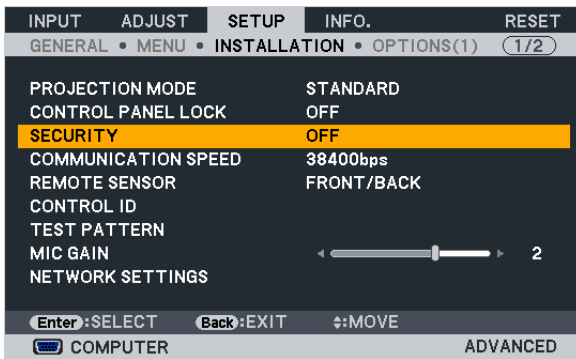 INPUT ADJUST SETUP INFO. RESET
GENERAL • MENU • INSTALLATION • OPTIONS(1) 1/2
PROJECTION MODE STANDARD
CONTROL PANEL LOCK OFF
SECURITY OFF
COMMUNICATION SPEED 38400bps
REMOTE SENSOR FRONT/BACK
CONTROL ID
TEST PATTERN
MIC GAIN 2
NETWORK SETTINGS
Enter:SELECT Back:EXIT :MOVE
COMPUTER ADVANCED